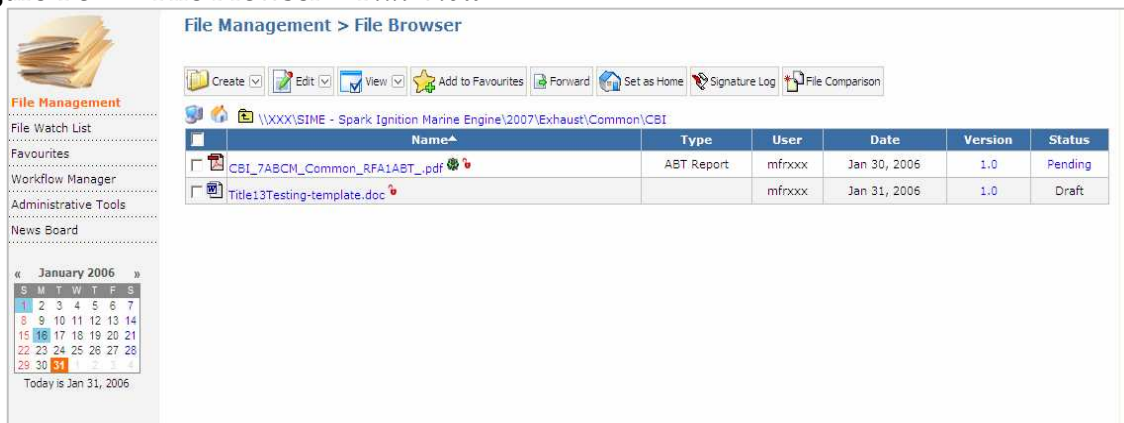 File Management > File Browser
Create Edit View Add to Favourites Forward Set as Home Signature Log File Comparison
\\XXX\SIME - Spark Ignition Marine Engine\2007\Exhaust\Common\CBI
Name Type User Date Version Status
CBI_7ABCM_Common_RFA1ABT_.pdf ABT Report mfrxxx Jan 30, 2006 1.0 Pending
Title13Testing-template.doc mfrxxx Jan 31, 2006 1.0 Draft
File Management
File Watch List
Favourites
Workflow Manager
Administrative Tools
News Board
« January 2006 »
S M T W T F S
1 2 3 4 5 6 7
8 9 10 11 12 13 14
15 16 17 18 19 20 21
22 23 24 25 26 27 28
29 30 31 1 2 3 4
Today is Jan 31, 2006